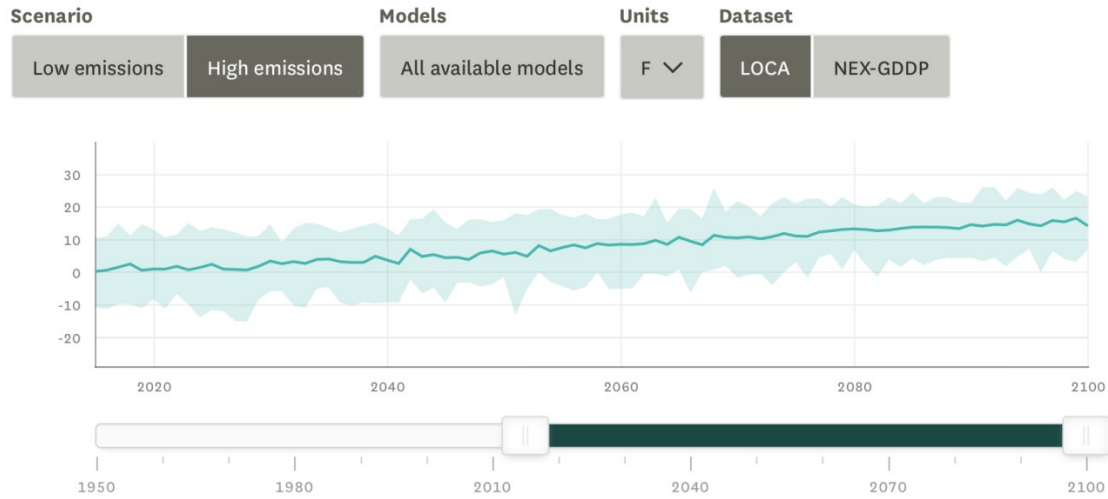 Scenario Models Units Dataset
Low emissions High emissions All available models F LOCA NEX-GDDP
30
20
10
0
-10
-20
2020 2040 2060 2080 2100
1950 1980 2010 2040 2070 2100